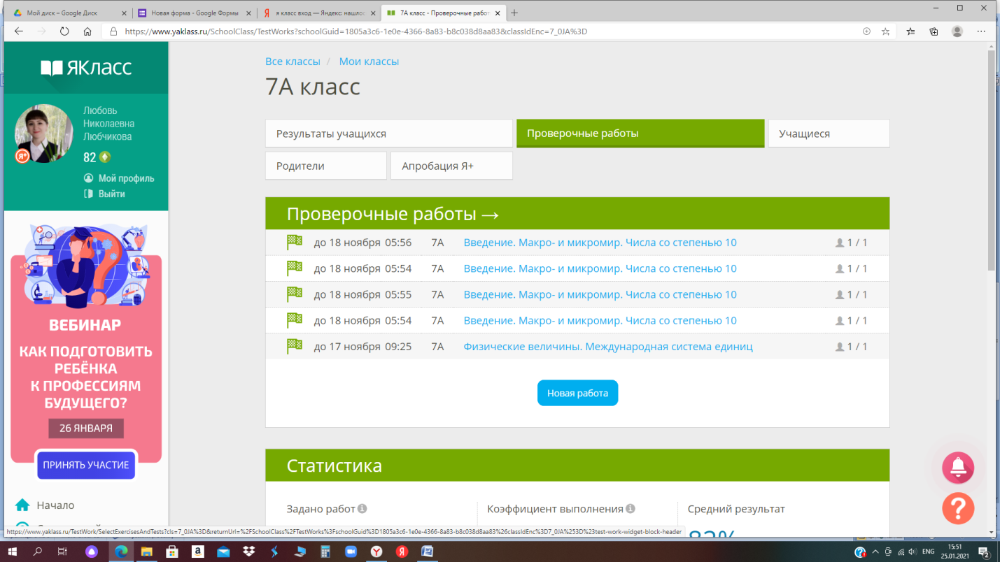 Мой диск – Google Диск
Новая форма - Google Формы
я класс вход — Яндекс: нашлос
7А класс - Проверочные работ
https://www.yaklass.ru/SchoolClass/TestWorks?schoolGuid=1805a3c6-1e0e-4366-8a83-b8c038d8aa83&classIdEnc=7_0JA%3D
ЯКласс
Любовь
Николаевна
Любчикова
Я+
82
Мой профиль
Выйти
ВЕБИНАР
КАК ПОДГОТОВИТЬ
РЕБЁНКА
К ПРОФЕССИЯМ
БУДУЩЕГО?
26 ЯНВАРЯ
ПРИНЯТЬ УЧАСТИЕ
Начало
Все классы / Мои классы
7А класс
Результаты учащихся
Проверочные работы
Учащиеся
Родители
Апробация Я+
Проверочные работы →
до 18 ноября 05:56 7А Введение. Макро- и микромир. Числа со степенью 10 1 / 1
до 18 ноября 05:54 7А Введение. Макро- и микромир. Числа со степенью 10 1 / 1
до 18 ноября 05:55 7А Введение. Макро- и микромир. Числа со степенью 10 1 / 1
до 18 ноября 05:54 7А Введение. Макро- и микромир. Числа со степенью 10 1 / 1
до 17 ноября 09:25 7А Физические величины. Международная система единиц 1 / 1
Новая работа
Статистика
Задано работ
Коэффициент выполнения
Средний результат
82%
https://www.yaklass.ru/TestWork/SelectExercisesAndTests?cls=7_0JA%3D&returnUrl=%2FSchoolClass%2FTestWorks%3FschoolGuid%3D1805a3c6-1e0e-4366-8a83-b8c038d8aa83%26classIdEnc%3D7_0JA%253D%23test-work-widget-block-header
ENG
15:51
25.01.2021
2